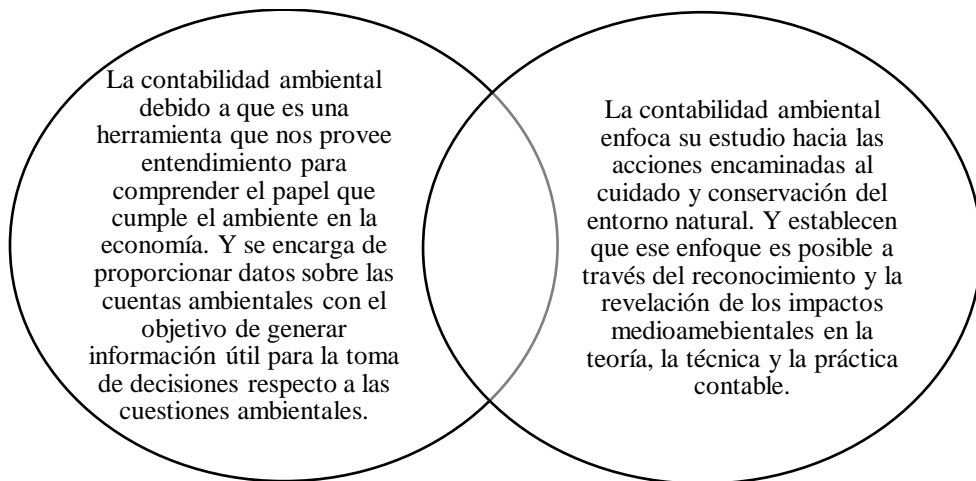 La contabilidad ambiental
debido a que es una
herramienta que nos provee
entendimiento para
comprender el papel que
cumple el ambiente en la
economía. Y se encarga de
proporcionar datos sobre las
cuentas ambientales con el
objetivo de generar
información útil para la toma
de decisiones respecto a las
cuestiones ambientales.
La contabilidad ambiental
enfoca su estudio hacia las
acciones encaminadas al
cuidado y conservación del
entorno natural. Y establecen
que ese enfoque es posible a
través del reconocimiento y la
revelación de los impactos
medioamebientales en la
teoría, la técnica y la práctica
contable.